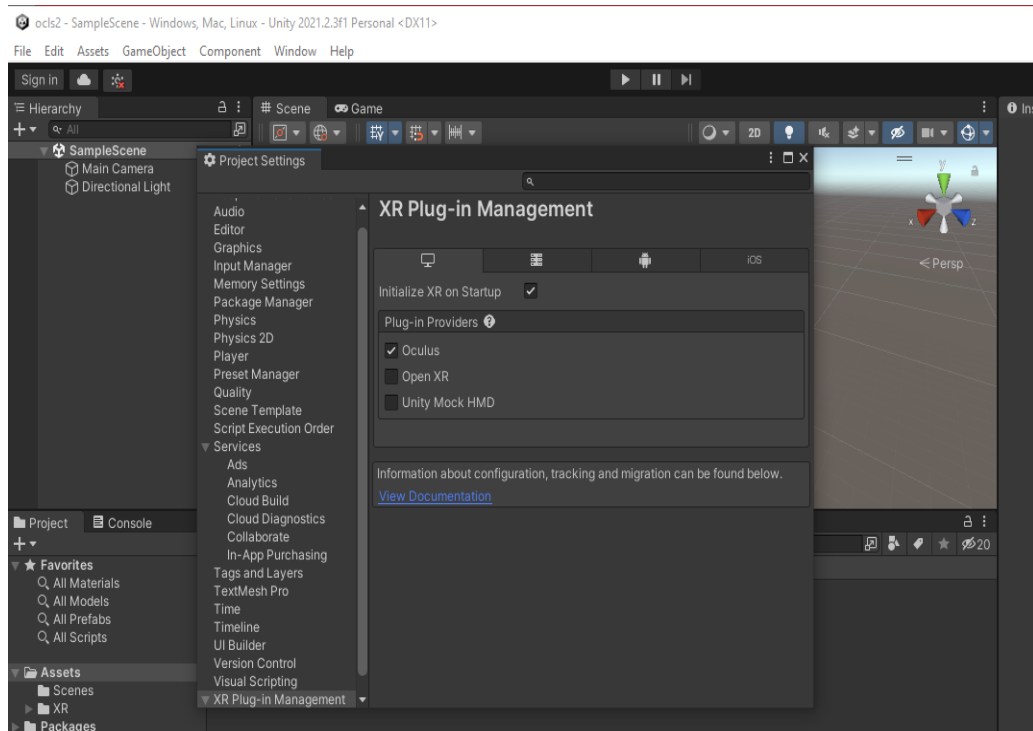 ocls2 - SampleScene - Windows, Mac, Linux - Unity 2021.2.3f1 Personal <DX11>
File Edit Assets GameObject Component Window Help
Sign in
Hierarchy
Scene Game
All
2D
SampleScene
Main Camera
Directional Light
y
x
z
Persp
Project Settings
Audio
Editor
Graphics
Input Manager
Memory Settings
Package Manager
Physics
Physics 2D
Player
Preset Manager
Quality
Scene Template
Script Execution Order
Services
Ads
Analytics
Cloud Build
Cloud Diagnostics
Collaborate
In-App Purchasing
Tags and Layers
TextMesh Pro
Time
Timeline
UI Builder
Version Control
Visual Scripting
XR Plug-in Management
XR Plug-in Management
iOS
Initialize XR on Startup
Plug-in Providers
Oculus
Open XR
Unity Mock HMD
Information about configuration, tracking and migration can be found below.
View Documentation
Project Console
20
Favorites
All Materials
All Models
All Prefabs
All Scripts
Assets
Scenes
XR
Packages